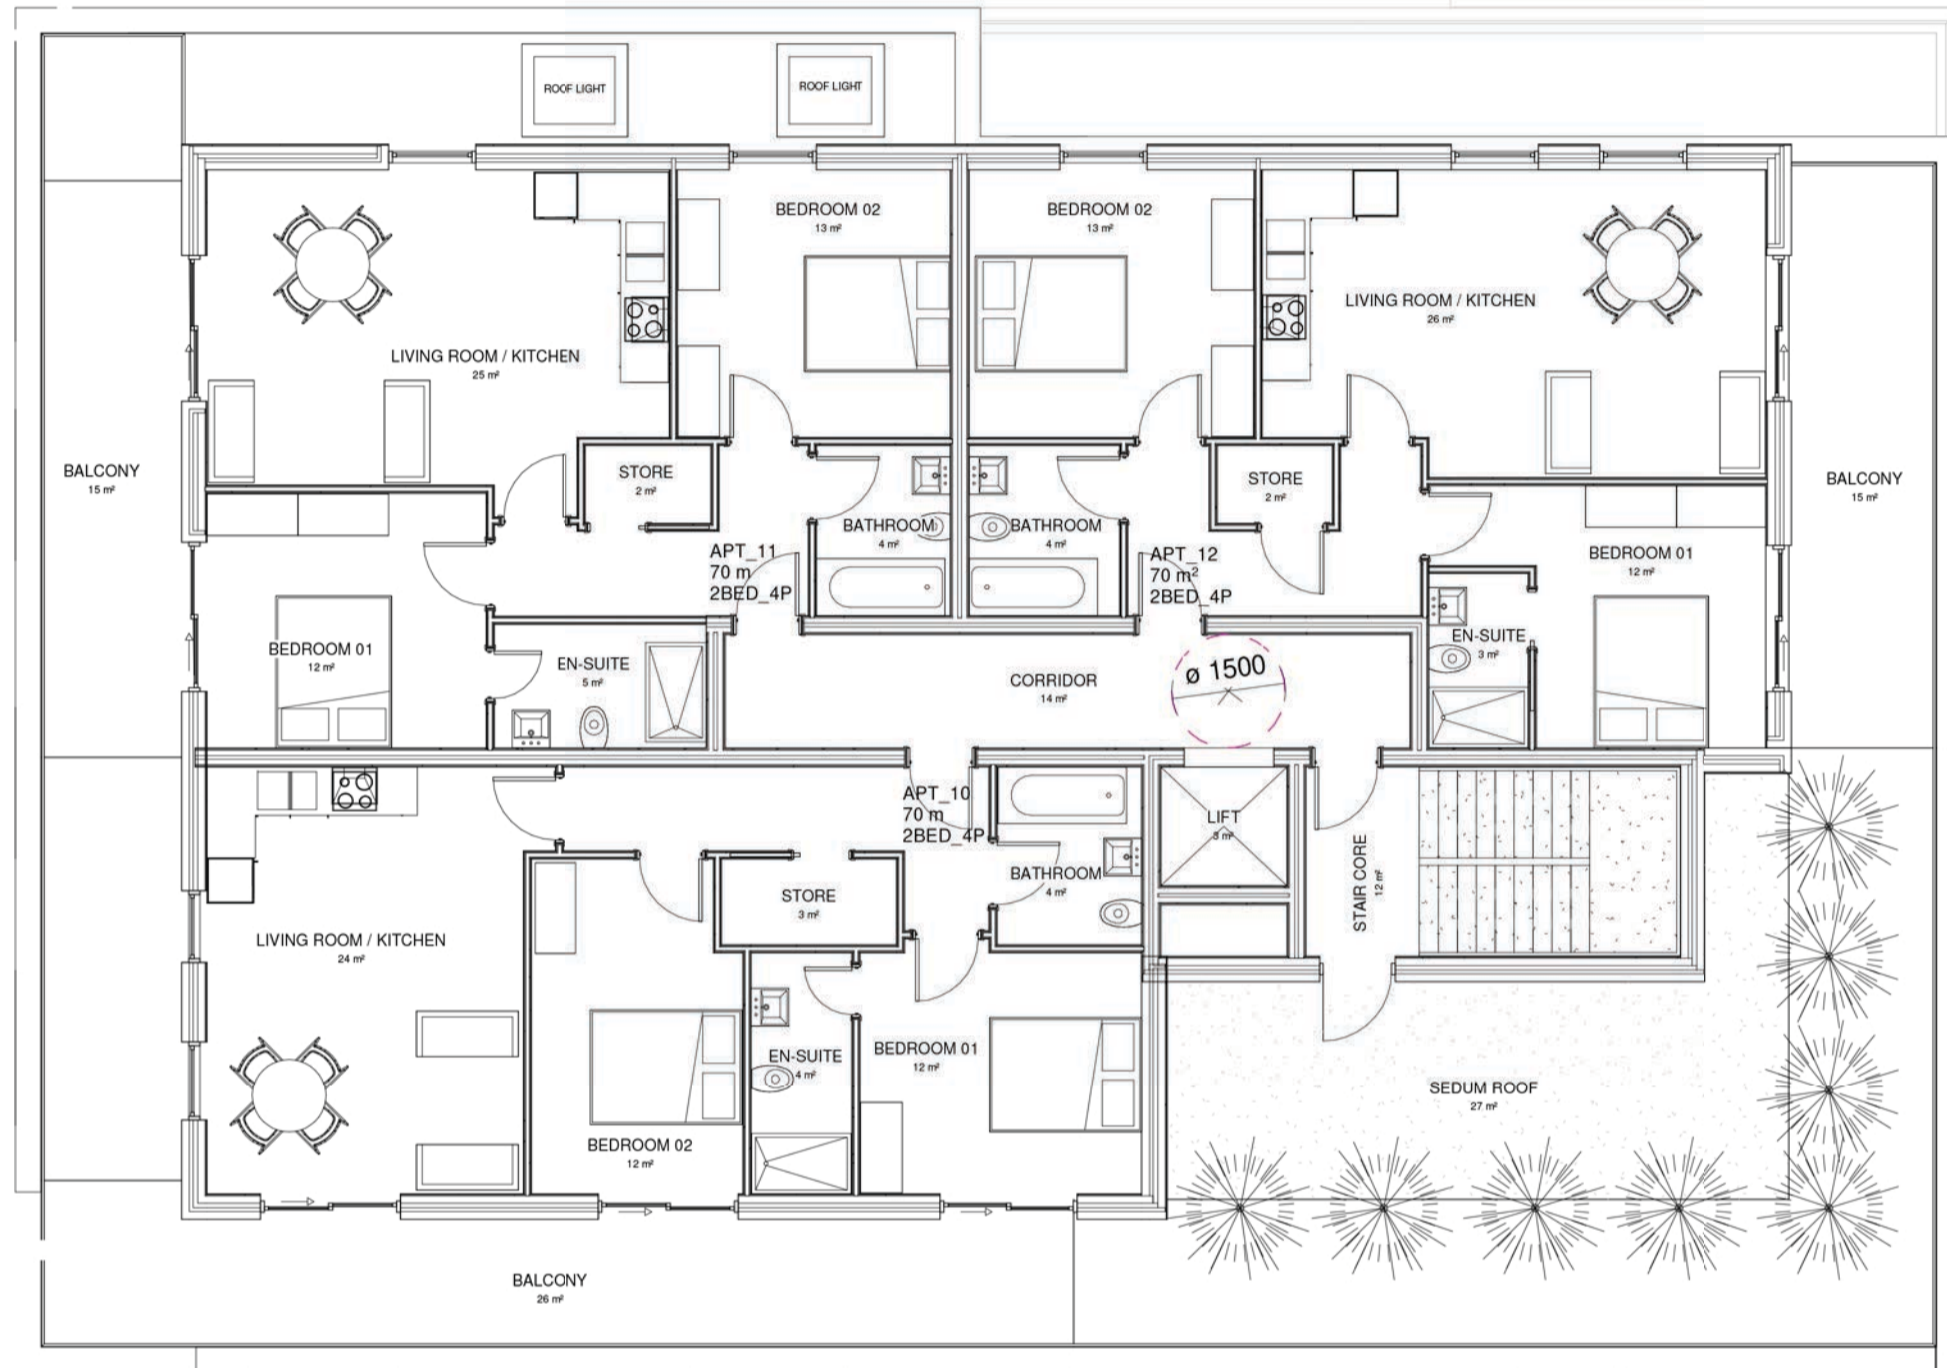 ROOF LIGHT
ROOF LIGHT
BEDROOM 02
13 m²
BEDROOM 02
13 m²
LIVING ROOM / KITCHEN
25 m²
LIVING ROOM / KITCHEN
26 m²
BALCONY
15 m²
STORE
2 m²
STORE
2 m²
BALCONY
15 m²
BATHROOM
4 m²
BATHROOM
4 m²
APT_11
70 m
2BED_4P
APT_12
70 m²
2BED_4P
BEDROOM 01
12 m²
BEDROOM 01
12 m²
EN-SUITE
5 m²
EN-SUITE
3 m²
CORRIDOR
14 m²
ø 1500
APT_10
70 m
2BED_4P
LIFT
3 m²
STAIR CORE
12 m²
BATHROOM
4 m²
STORE
3 m²
LIVING ROOM / KITCHEN
24 m²
EN-SUITE
4 m²
BEDROOM 01
12 m²
BEDROOM 02
12 m²
SEDUM ROOF
27 m²
BALCONY
26 m²